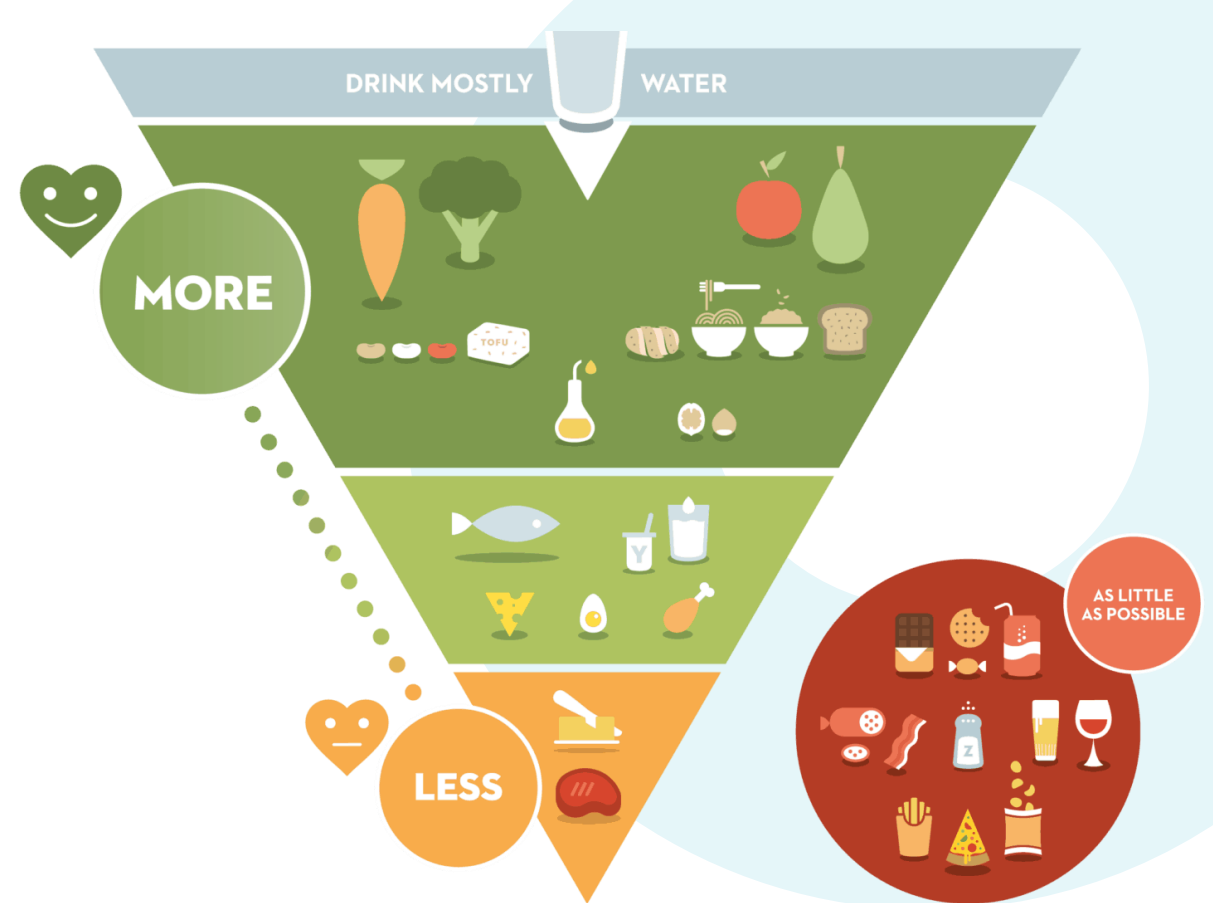 DRINK MOSTLY WATER
MORE
TOFU
Y
AS LITTLE
AS POSSIBLE
Z
LESS